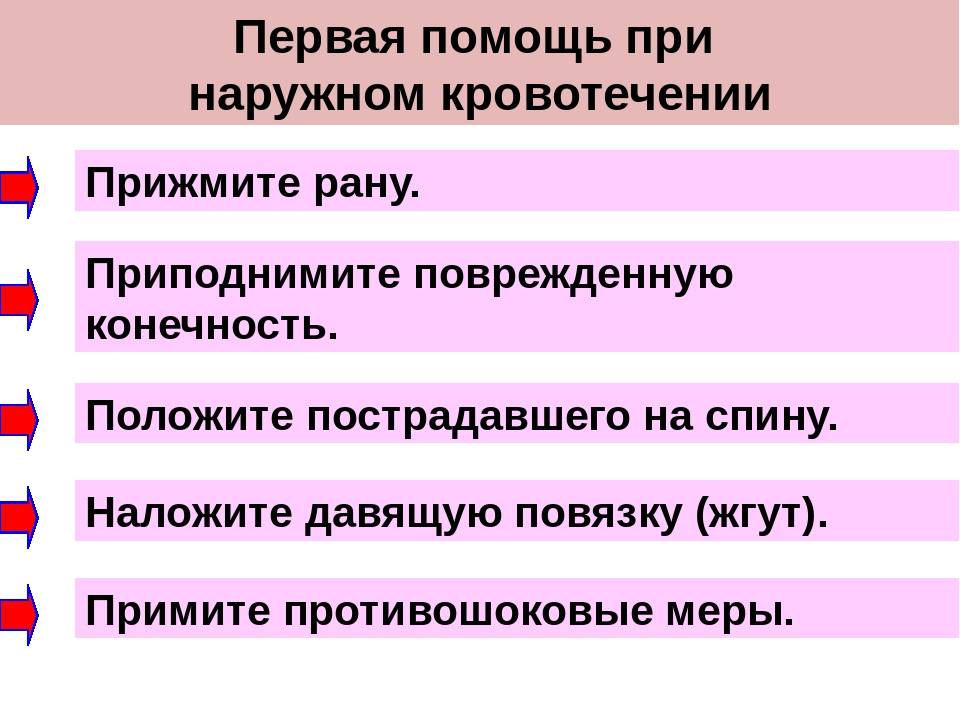 Первая помощь при
наружном кровотечении
Прижмите рану.
Приподнимите поврежденную
конечность.
Положите пострадавшего на спину.
Наложите давящую повязку (жгут).
Примите противошоковые меры.